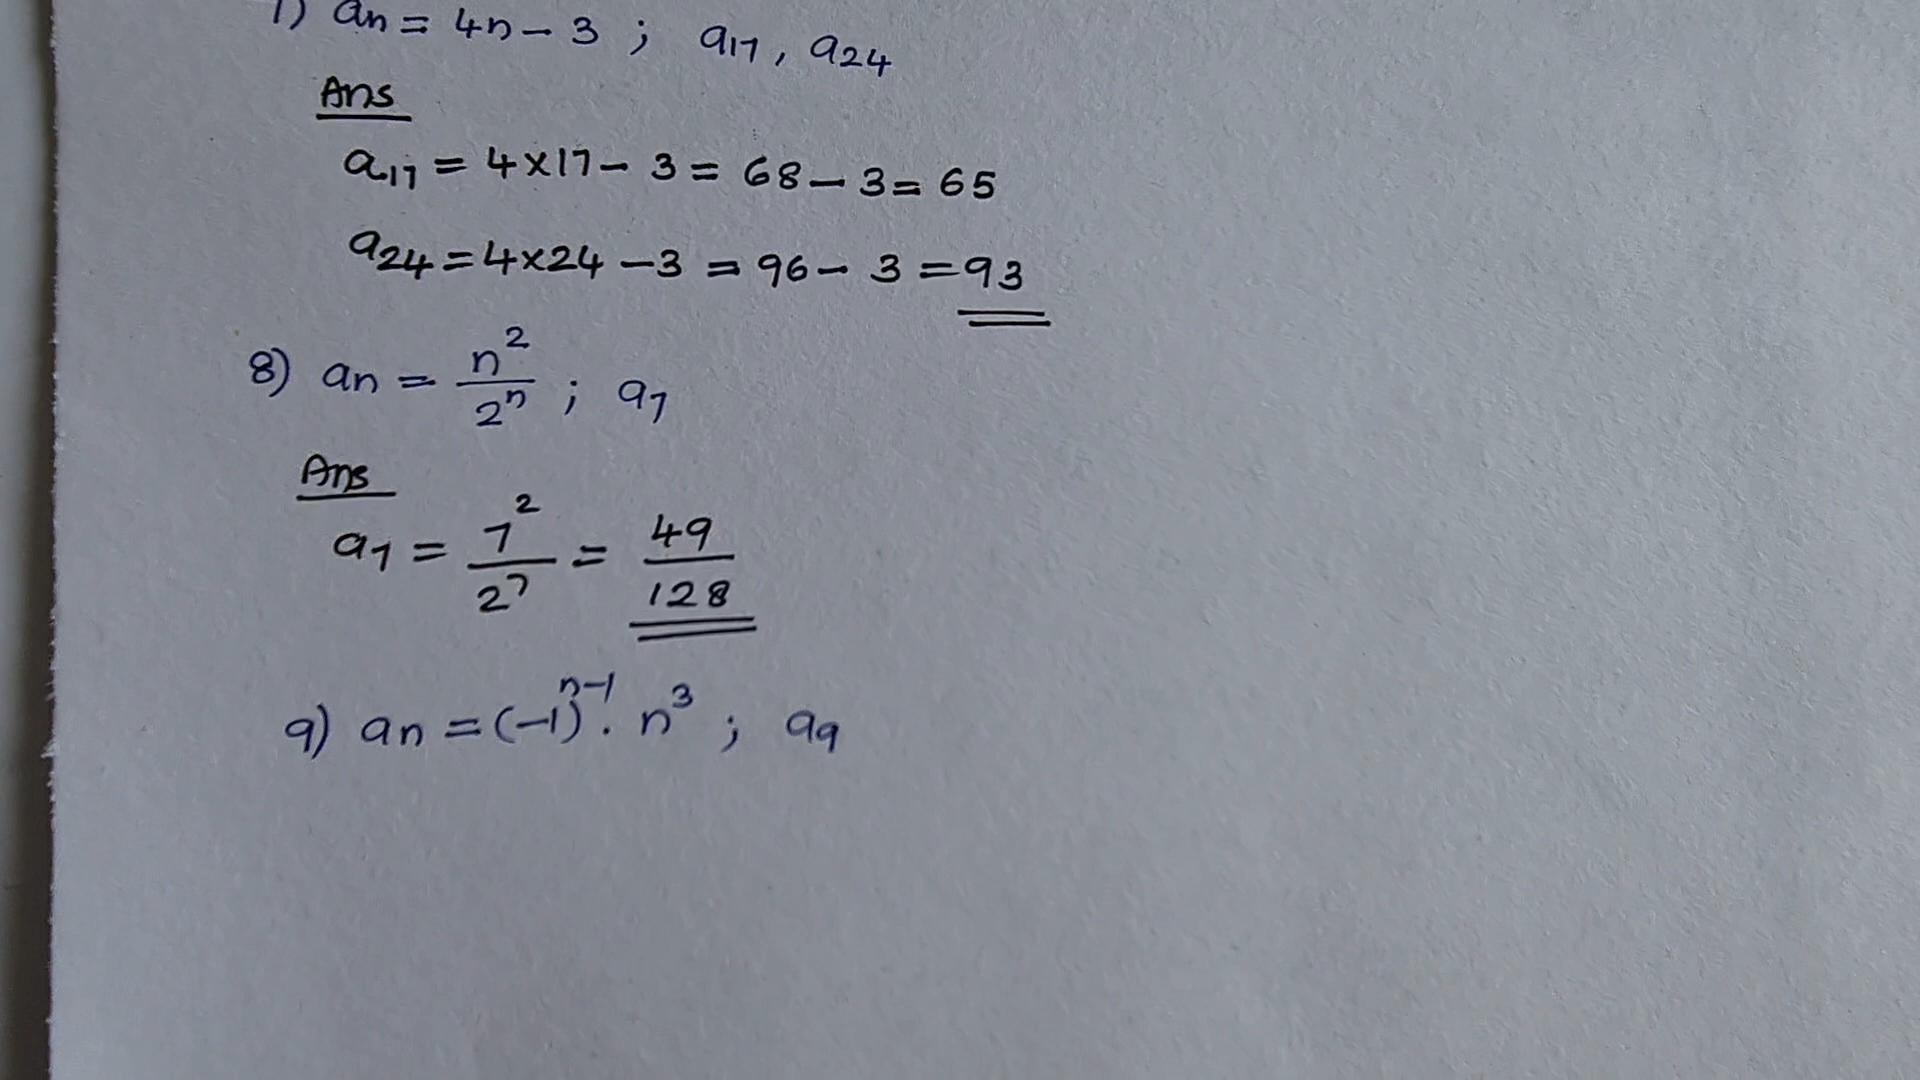 7) an = 4n - 3 ; a17, a24
Ans
a17 = 4×17 - 3 = 68 - 3 = 65
a24 = 4×24 - 3 = 96 - 3 = 93
8) an = n²/2ⁿ ; a7
Ans
a7 = 7²/2⁷ = 49/128
9) an = (-1)ⁿ⁻¹ . n³ ; a9